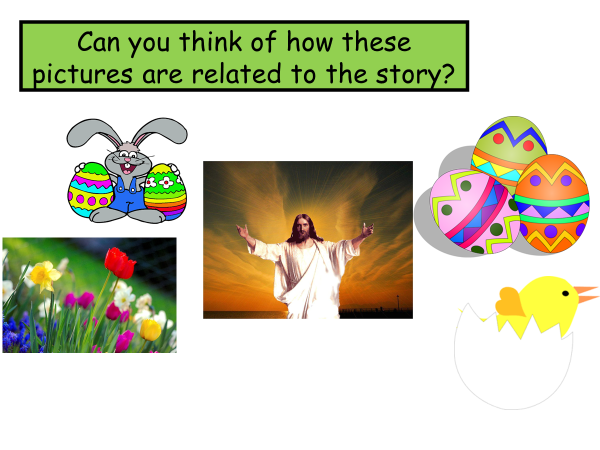 Can you think of how these
pictures are related to the story?